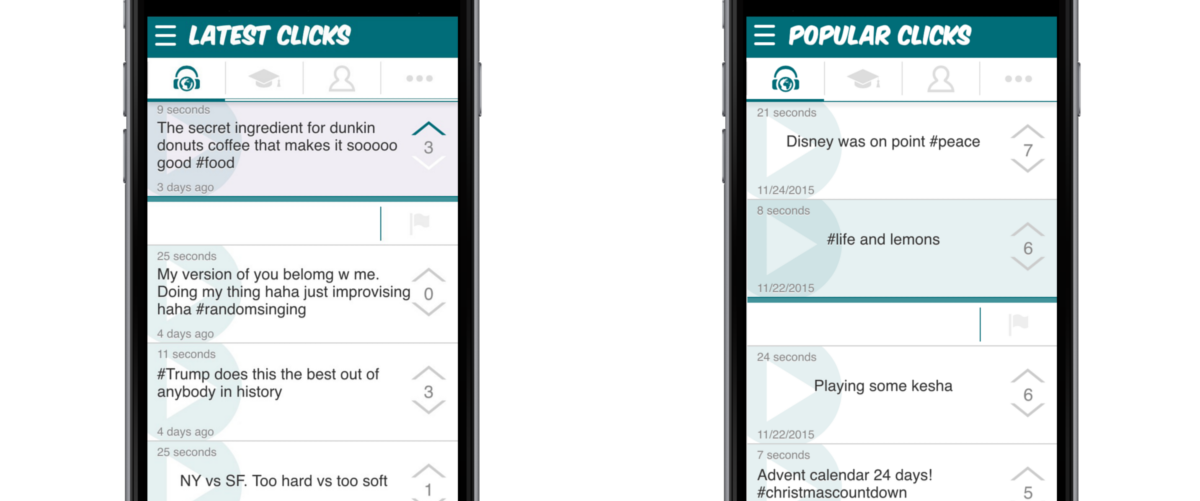 LATEST CLICKS
9 seconds
The secret ingredient for dunkin
donuts coffee that makes it sooooo
good #food
3
3 days ago
25 seconds
My version of you belomg w me.
Doing my thing haha just improvising
haha #randomsinging
0
4 days ago
11 seconds
#Trump does this the best out of
anybody in history
3
4 days ago
25 seconds
NY vs SF. Too hard vs too soft
1
POPULAR CLICKS
21 seconds
Disney was on point #peace
7
11/24/2015
8 seconds
#life and lemons
6
11/22/2015
24 seconds
Playing some kesha
6
11/22/2015
7 seconds
Advent calendar 24 days!
#christmascountdown
5